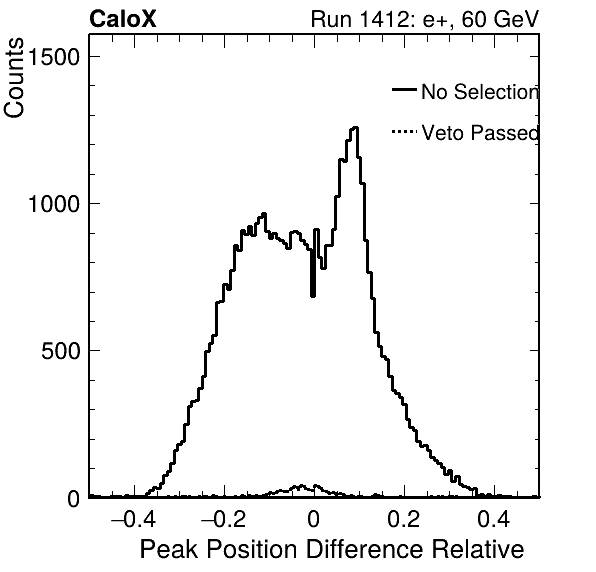 CaloX Run 1412: e+, 60 GeV
Counts
1500
1000
500
0
No Selection
Veto Passed
−0.4 −0.2 0 0.2 0.4
Peak Position Difference Relative